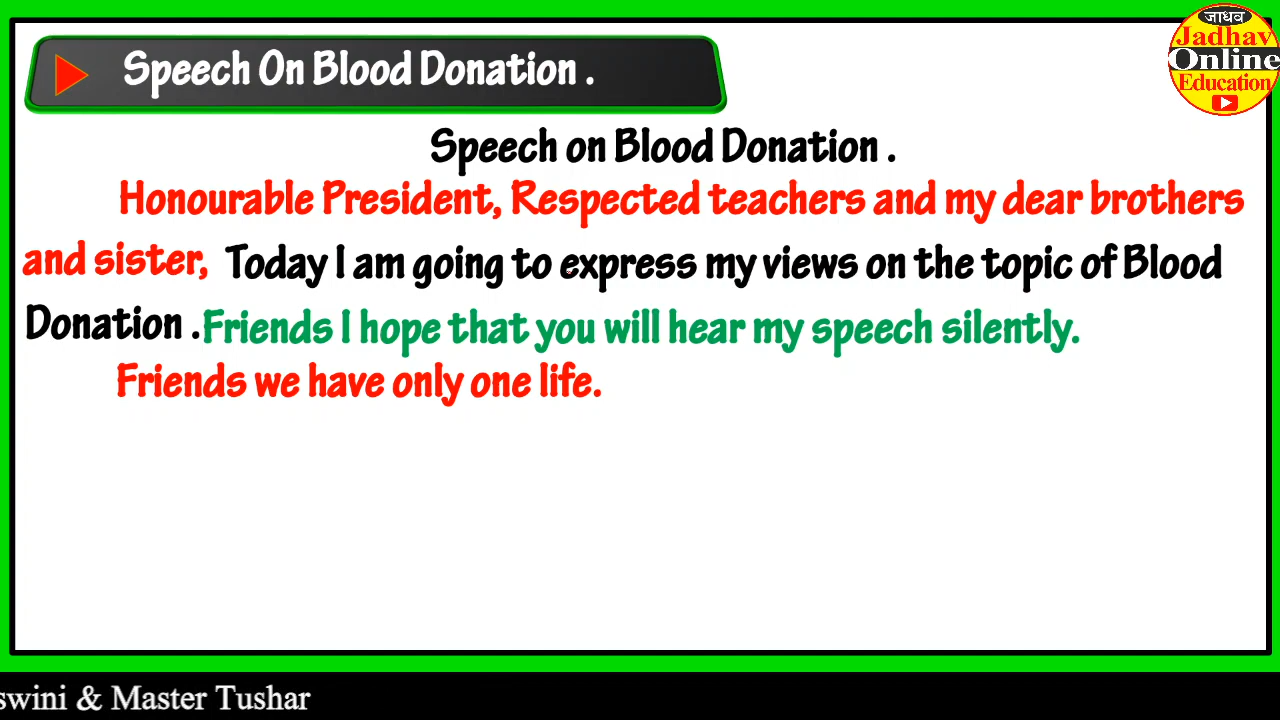 Speech On Blood Donation .
जाधव
Jadhav
Online
Education
Speech on Blood Donation .
Honourable President, Respected teachers and my dear brothers
and sister, Today I am going to express my views on the topic of Blood
Donation . Friends I hope that you will hear my speech silently.
Friends we have only one life.
swini & Master Tushar